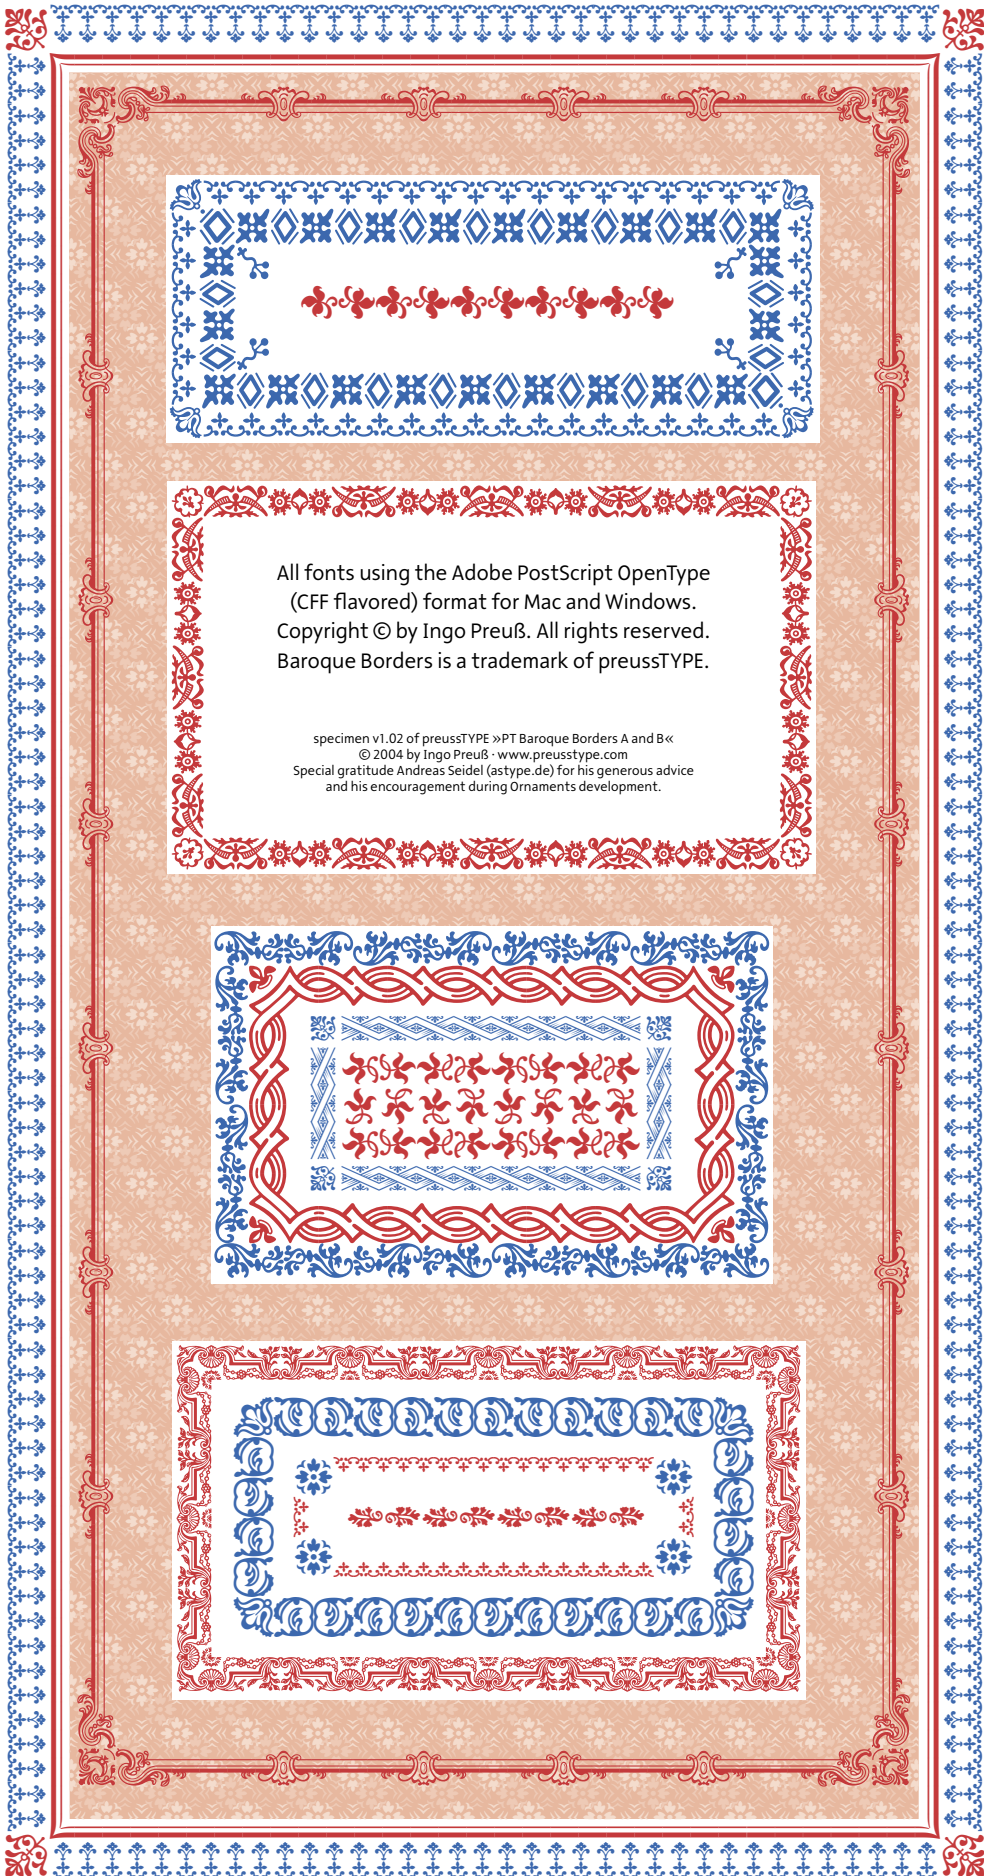 All fonts using the Adobe PostScript OpenType
(CFF flavored) format for Mac and Windows.
Copyright © by Ingo Preuß. All rights reserved.
Baroque Borders is a trademark of preussTYPE.
specimen v1.02 of preussTYPE »PT Baroque Borders A and B«
© 2004 by Ingo Preuß · www.preusstype.com
Special gratitude Andreas Seidel (astype.de) for his generous advice
and his encouragement during Ornaments development.